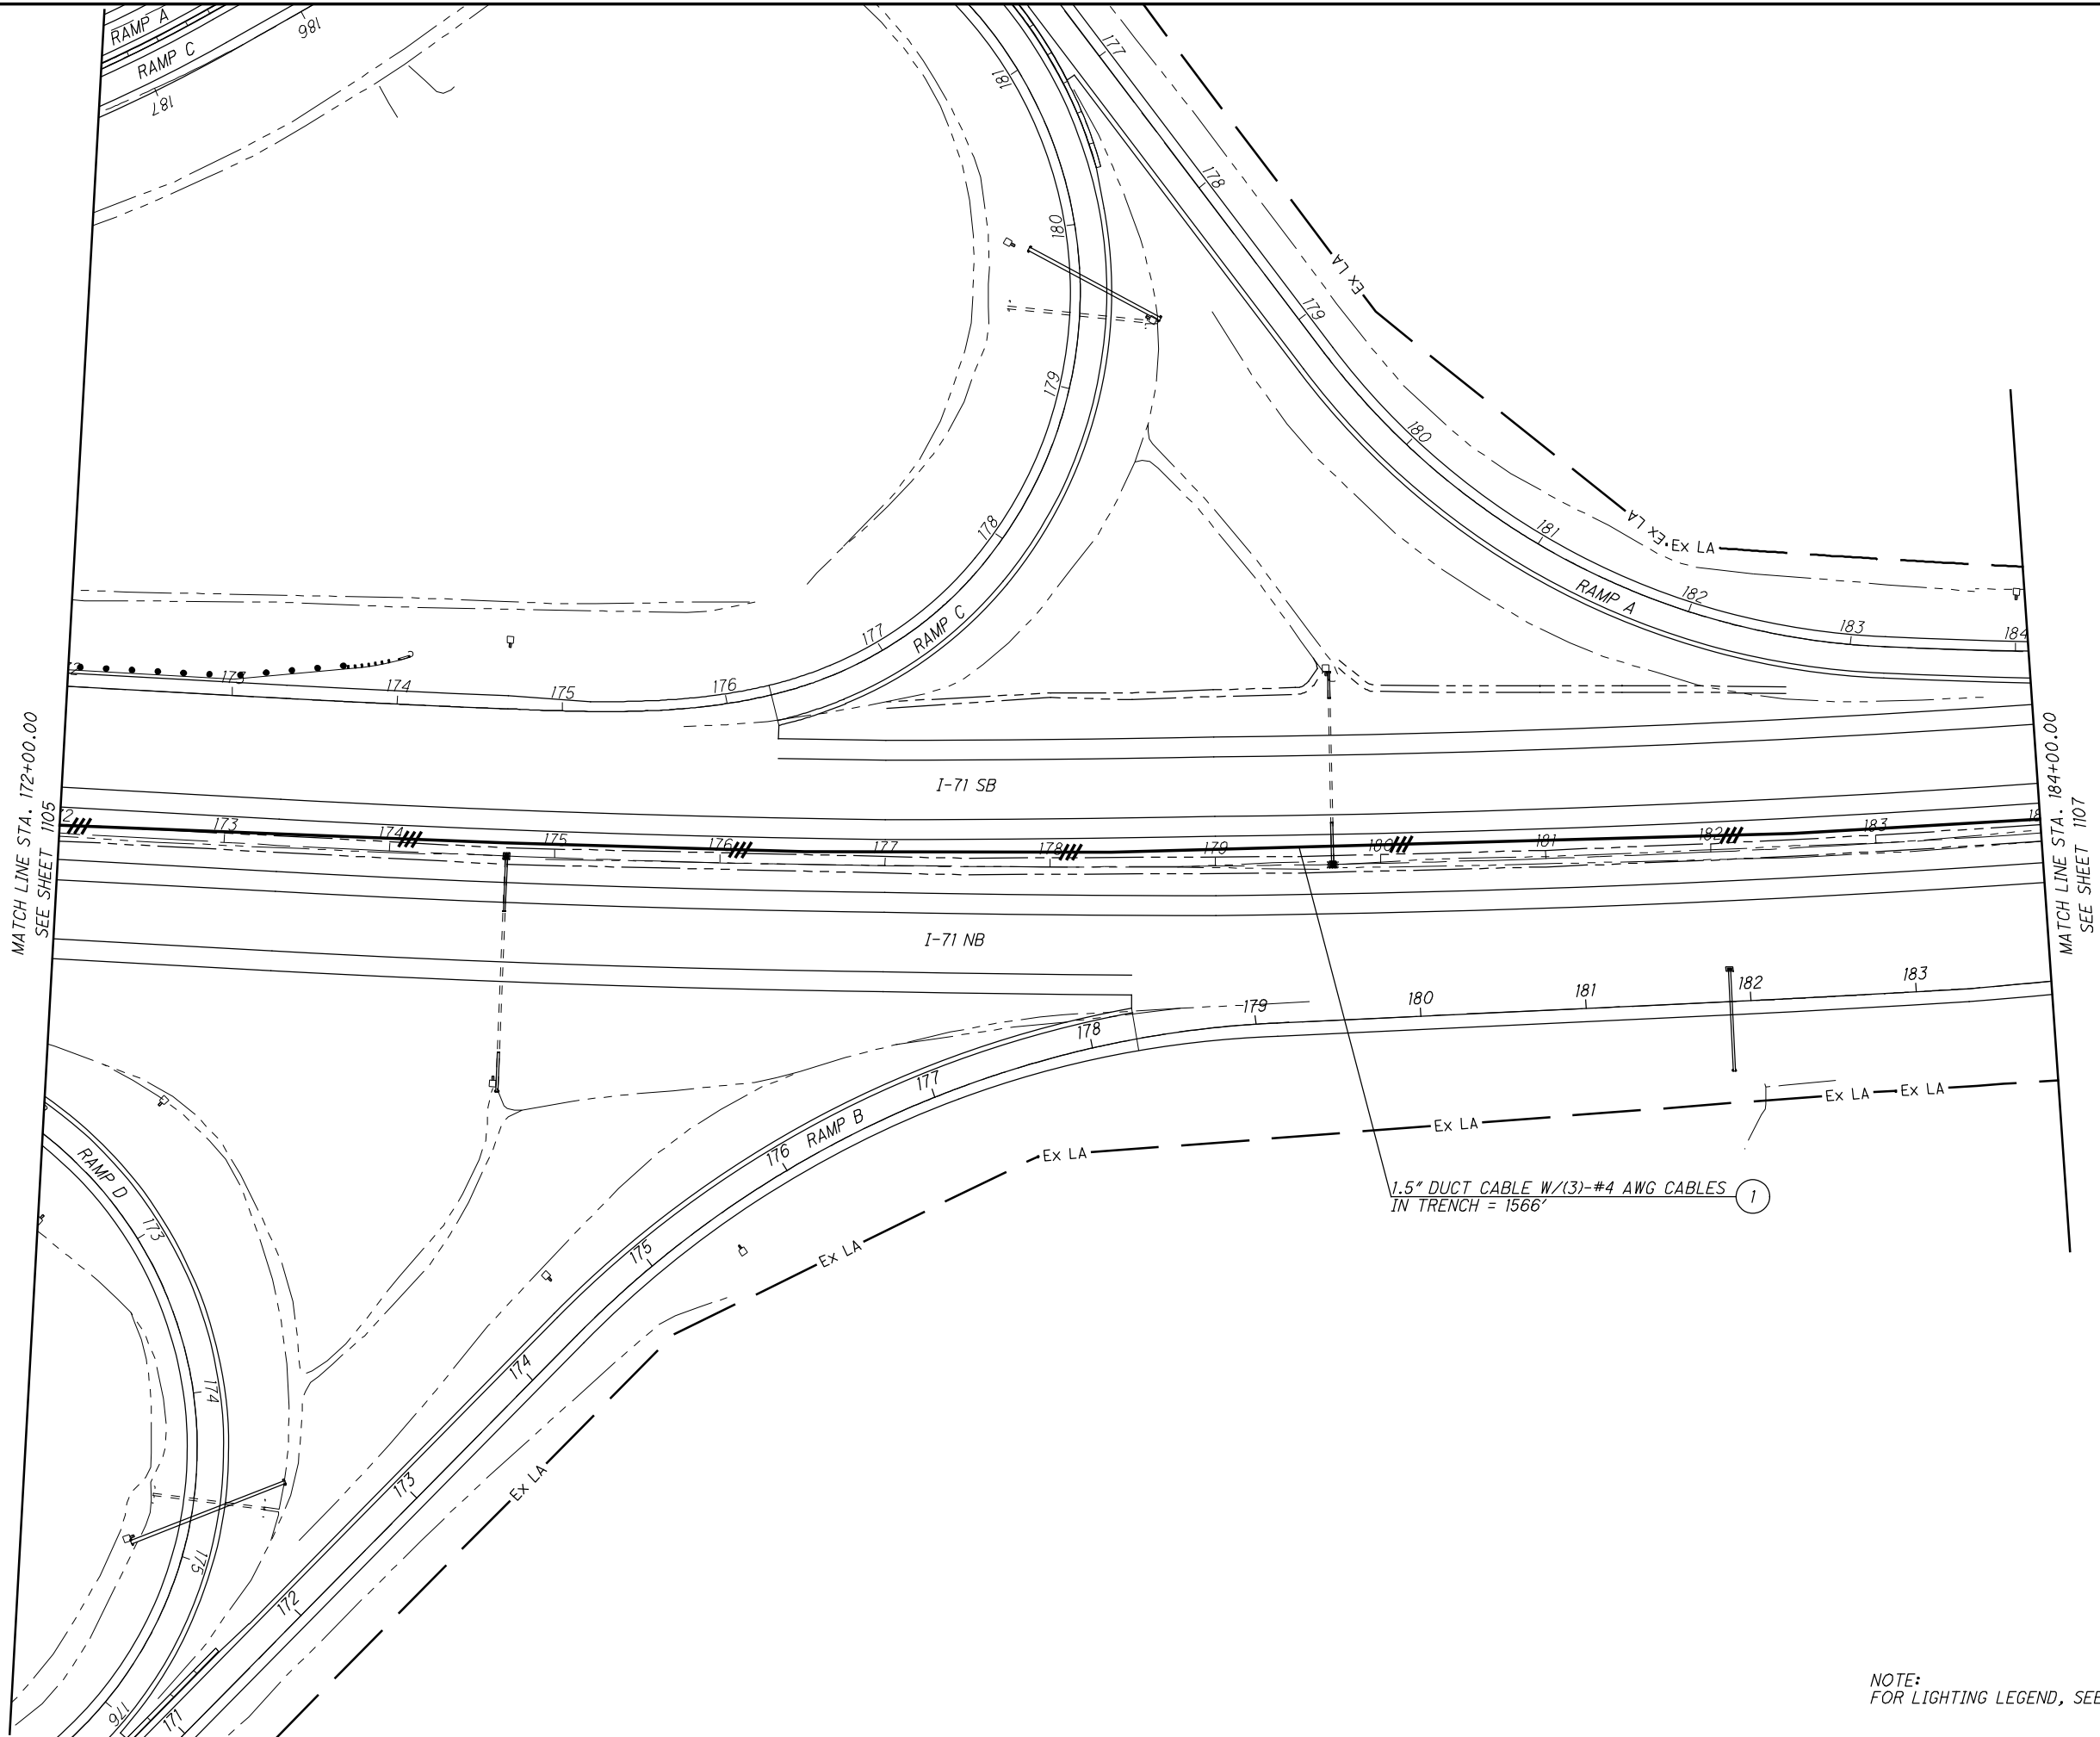 RAMP A
RAMP C
186
187
181
180
179
178
177
176
175
174
173
RAMP C
177
178
179
180
181
182
183
184
RAMP A
Ex LA
Ex LA
Ex LA
MATCH LINE STA. 172+00.00
SEE SHEET 1105
I-71 SB
173
174
175
176
177
178
179
180
181
182
183
I-71 NB
MATCH LINE STA. 184+00.00
SEE SHEET 1107
183
182
181
180
179
178
177
176
175
174
173
172
171
RAMP B
Ex LA
Ex LA
Ex LA
Ex LA
Ex LA
Ex LA
RAMP D
173
174
175
176
1.5" DUCT CABLE W/(3)-#4 AWG CABLES
IN TRENCH = 1566'
1
NOTE:
FOR LIGHTING LEGEND, SEE